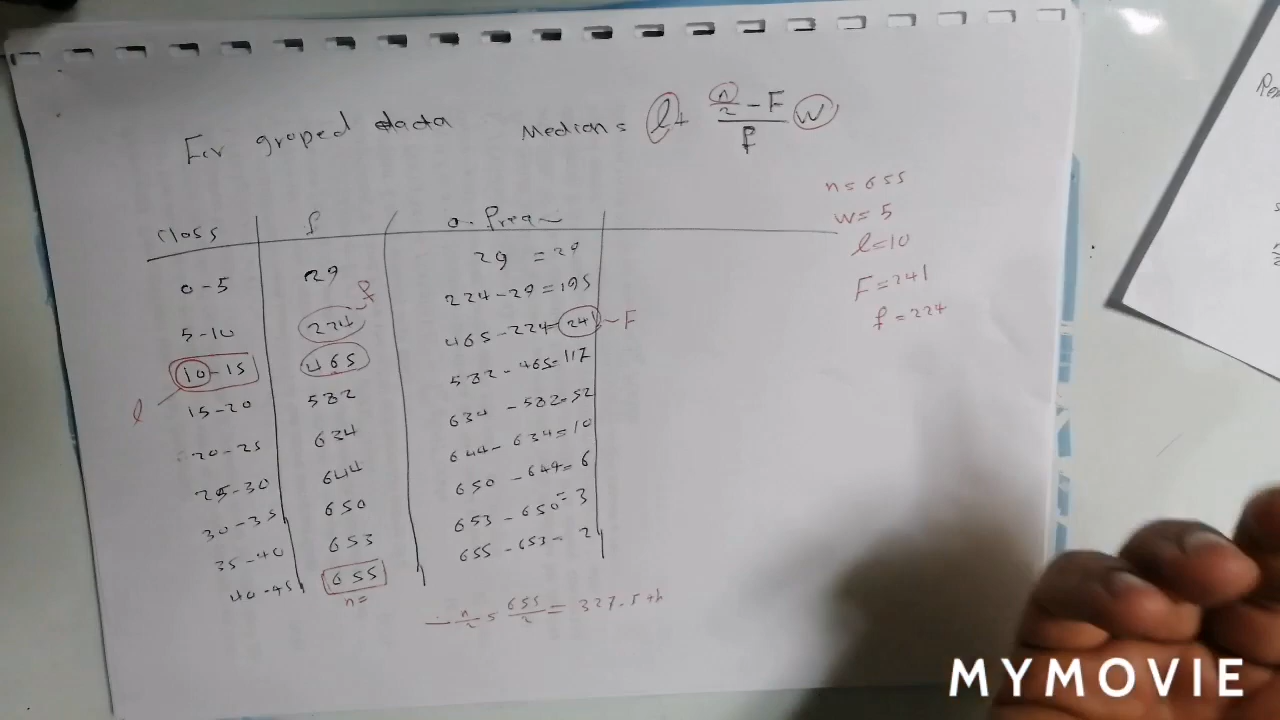 For groped data Median = l + n/2 - F / f w
n = 655
w = 5
l = 10
F = 241
f = 224
Class f o. freq
0 - 5 29 29 = 29
5 - 10 224 f 224 - 29 = 195
10 - 15 465 465 - 224 = 241 - F
l
15 - 20 582 582 - 465 = 117
20 - 25 634 634 - 582 = 52
25 - 30 644 644 - 634 = 10
30 - 35 650 650 - 644 = 6
35 - 40 653 653 - 650 = 3
40 - 45 655 655 - 653 = 2
n =
n/2 = 655/2 = 327.5 th
MYMOVIE